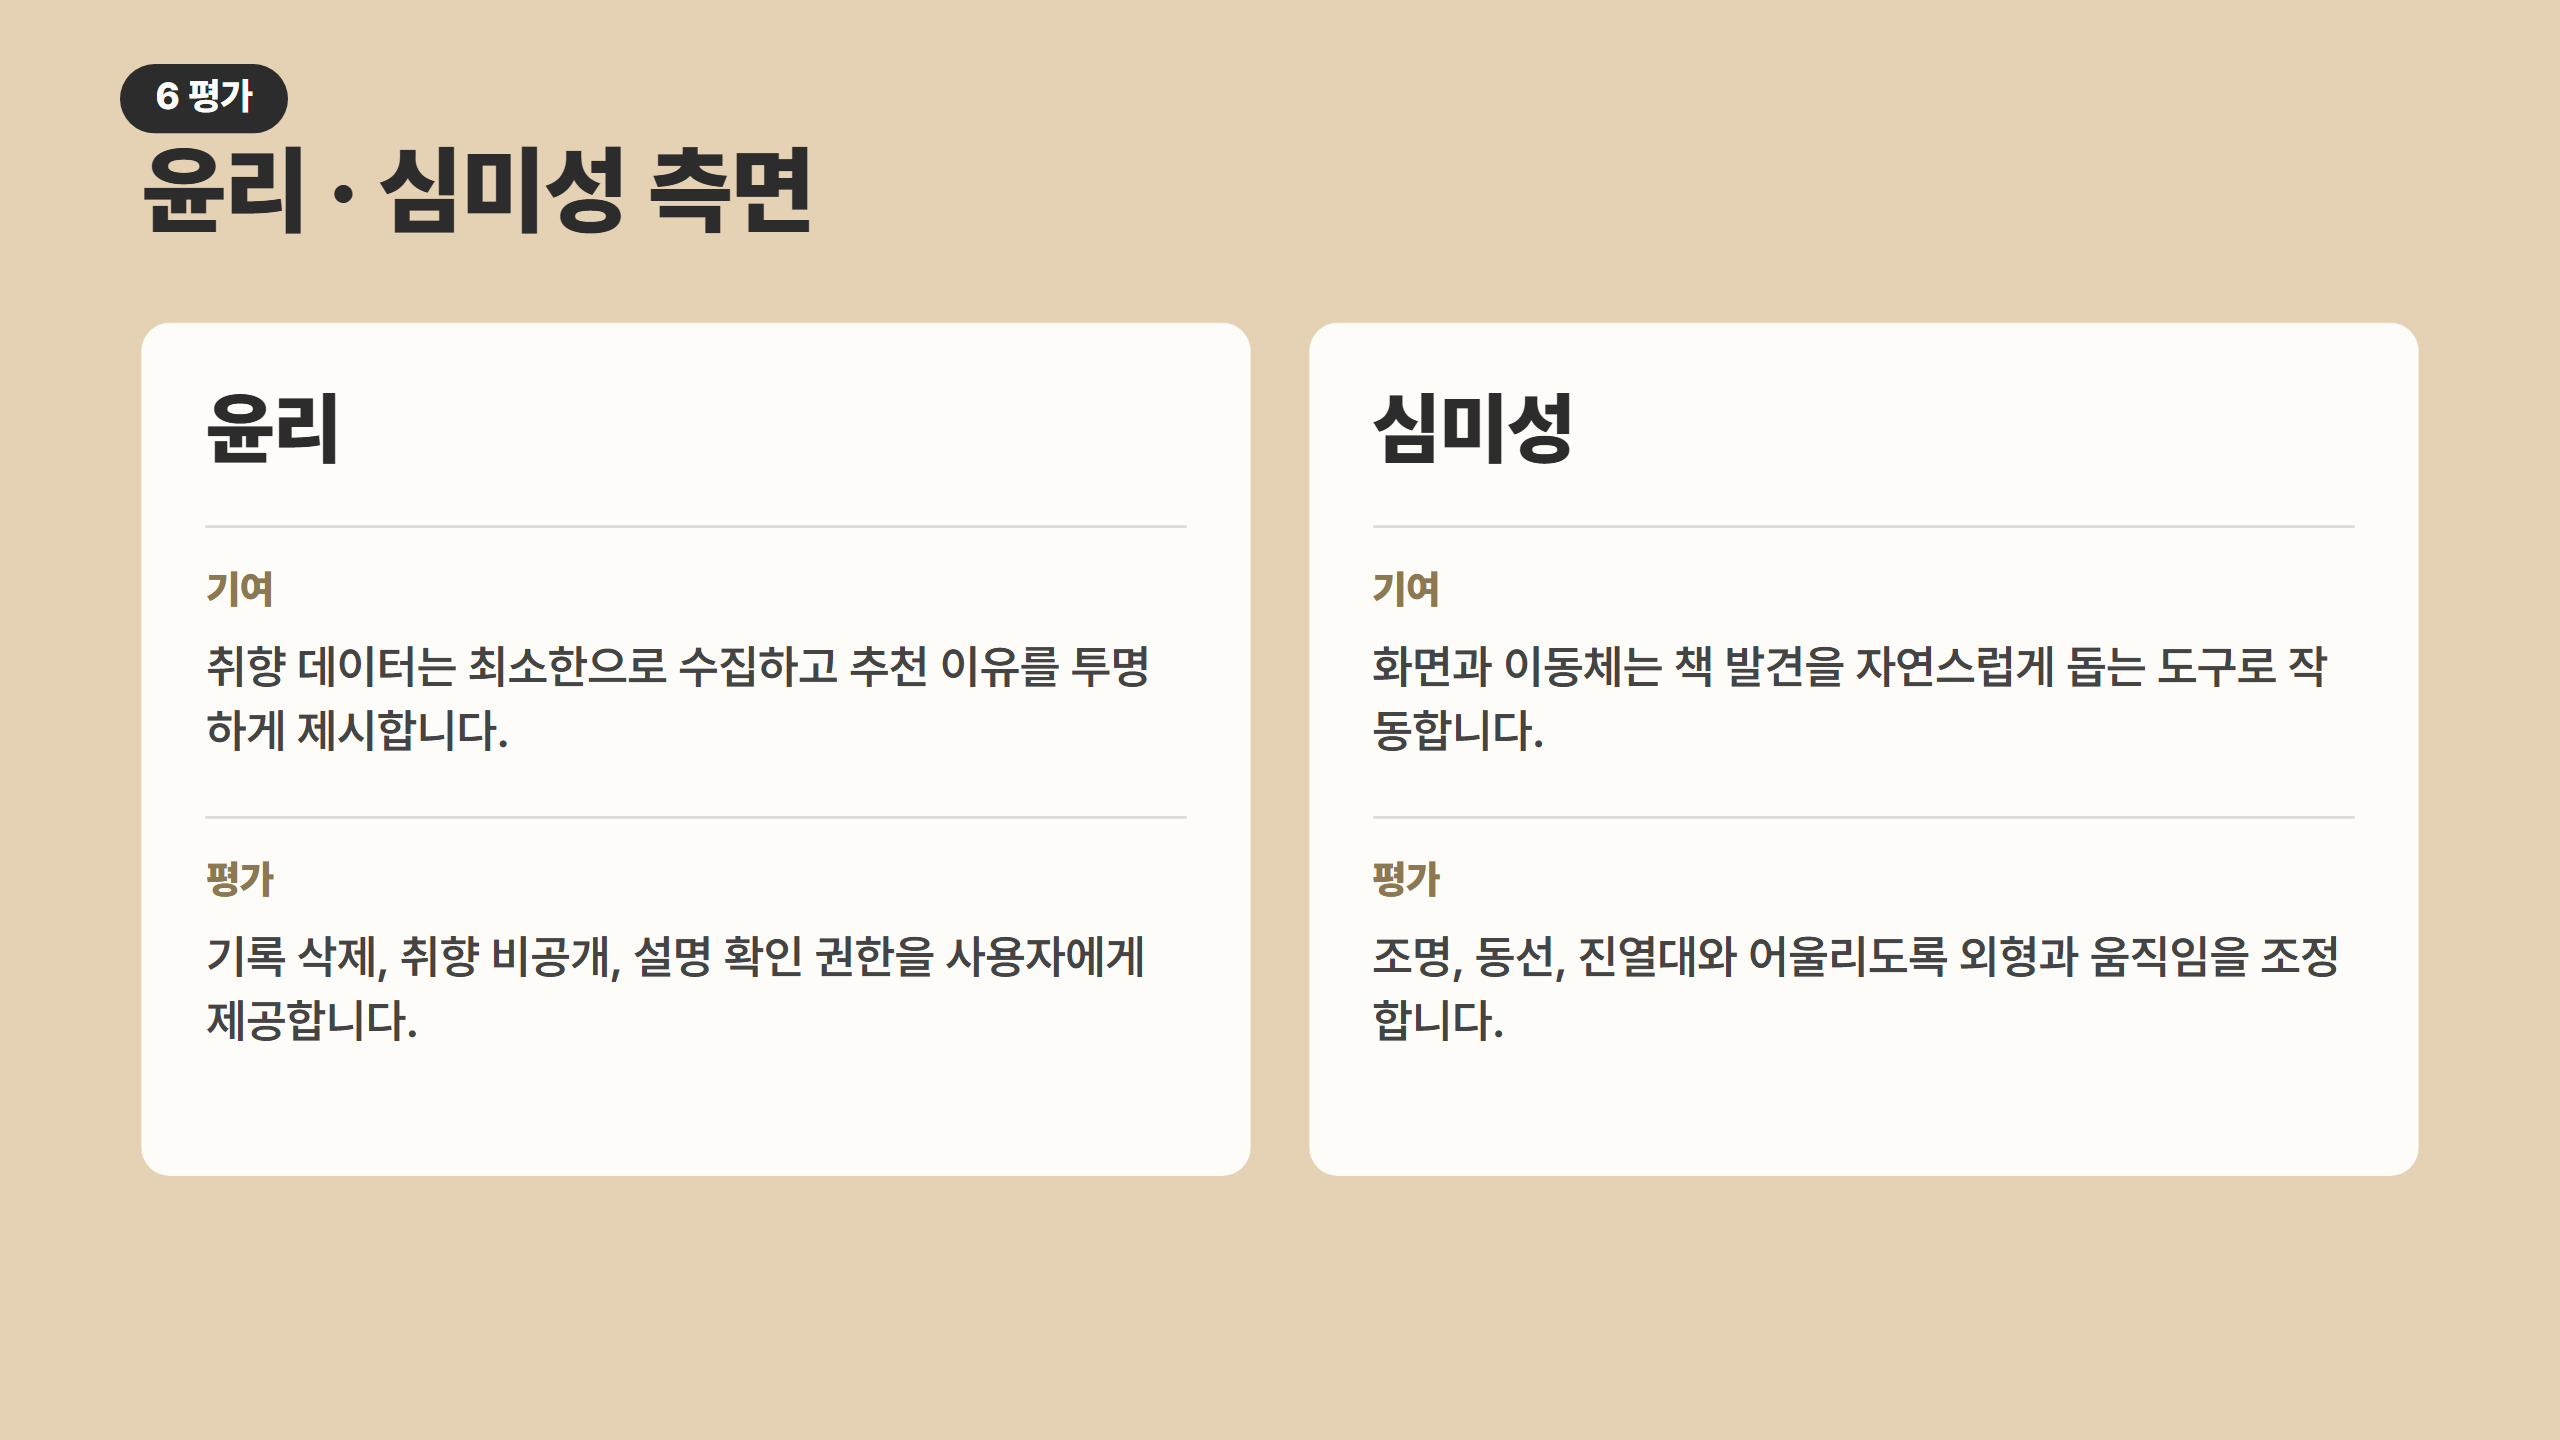 6 평가
윤리 · 심미성 측면
윤리
기여
취향 데이터는 최소한으로 수집하고 추천 이유를 투명
하게 제시합니다.
평가
기록 삭제, 취향 비공개, 설명 확인 권한을 사용자에게
제공합니다.
심미성
기여
화면과 이동체는 책 발견을 자연스럽게 돕는 도구로 작
동합니다.
평가
조명, 동선, 진열대와 어울리도록 외형과 움직임을 조정
합니다.